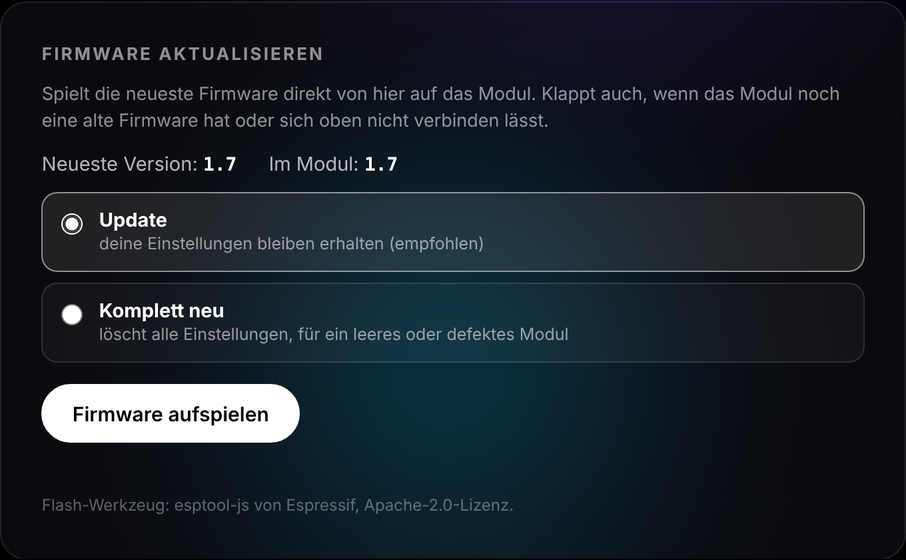 FIRMWARE AKTUALISIEREN
Spielt die neueste Firmware direkt von hier auf das Modul. Klappt auch, wenn das Modul noch
eine alte Firmware hat oder sich oben nicht verbinden lässt.
Neueste Version: 1.7 Im Modul: 1.7
Update
deine Einstellungen bleiben erhalten (empfohlen)
Komplett neu
löscht alle Einstellungen, für ein leeres oder defektes Modul
Firmware aufspielen
Flash-Werkzeug: esptool-js von Espressif, Apache-2.0-Lizenz.